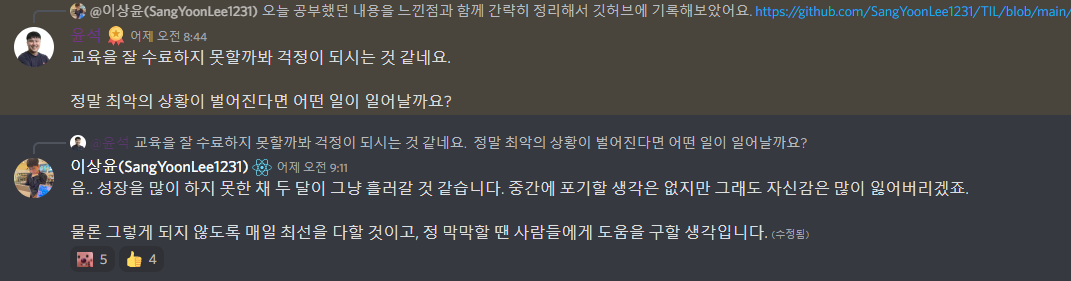 @이상윤(SangYoonLee1231) 오늘 공부했던 내용을 느낀점과 함께 간략히 정리해서 깃허브에 기록해보았어요. https://github.com/SangYoonLee1231/TIL/blob/main/
윤석 어제 오전 8:44
교육을 잘 수료하지 못할까봐 걱정이 되시는 것 같네요.
정말 최악의 상황이 벌어진다면 어떤 일이 일어날까요?
@윤석 교육을 잘 수료하지 못할까봐 걱정이 되시는 것 같네요. 정말 최악의 상황이 벌어진다면 어떤 일이 일어날까요?
이상윤(SangYoonLee1231) 어제 오전 9:11
음.. 성장을 많이 하지 못한 채 두 달이 그냥 흘러갈 것 같습니다. 중간에 포기할 생각은 없지만 그래도 자신감은 많이 잃어버리겠죠.
물론 그렇게 되지 않도록 매일 최선을 다할 것이고, 정 막막할 땐 사람들에게 도움을 구할 생각입니다. (수정됨)
5 4